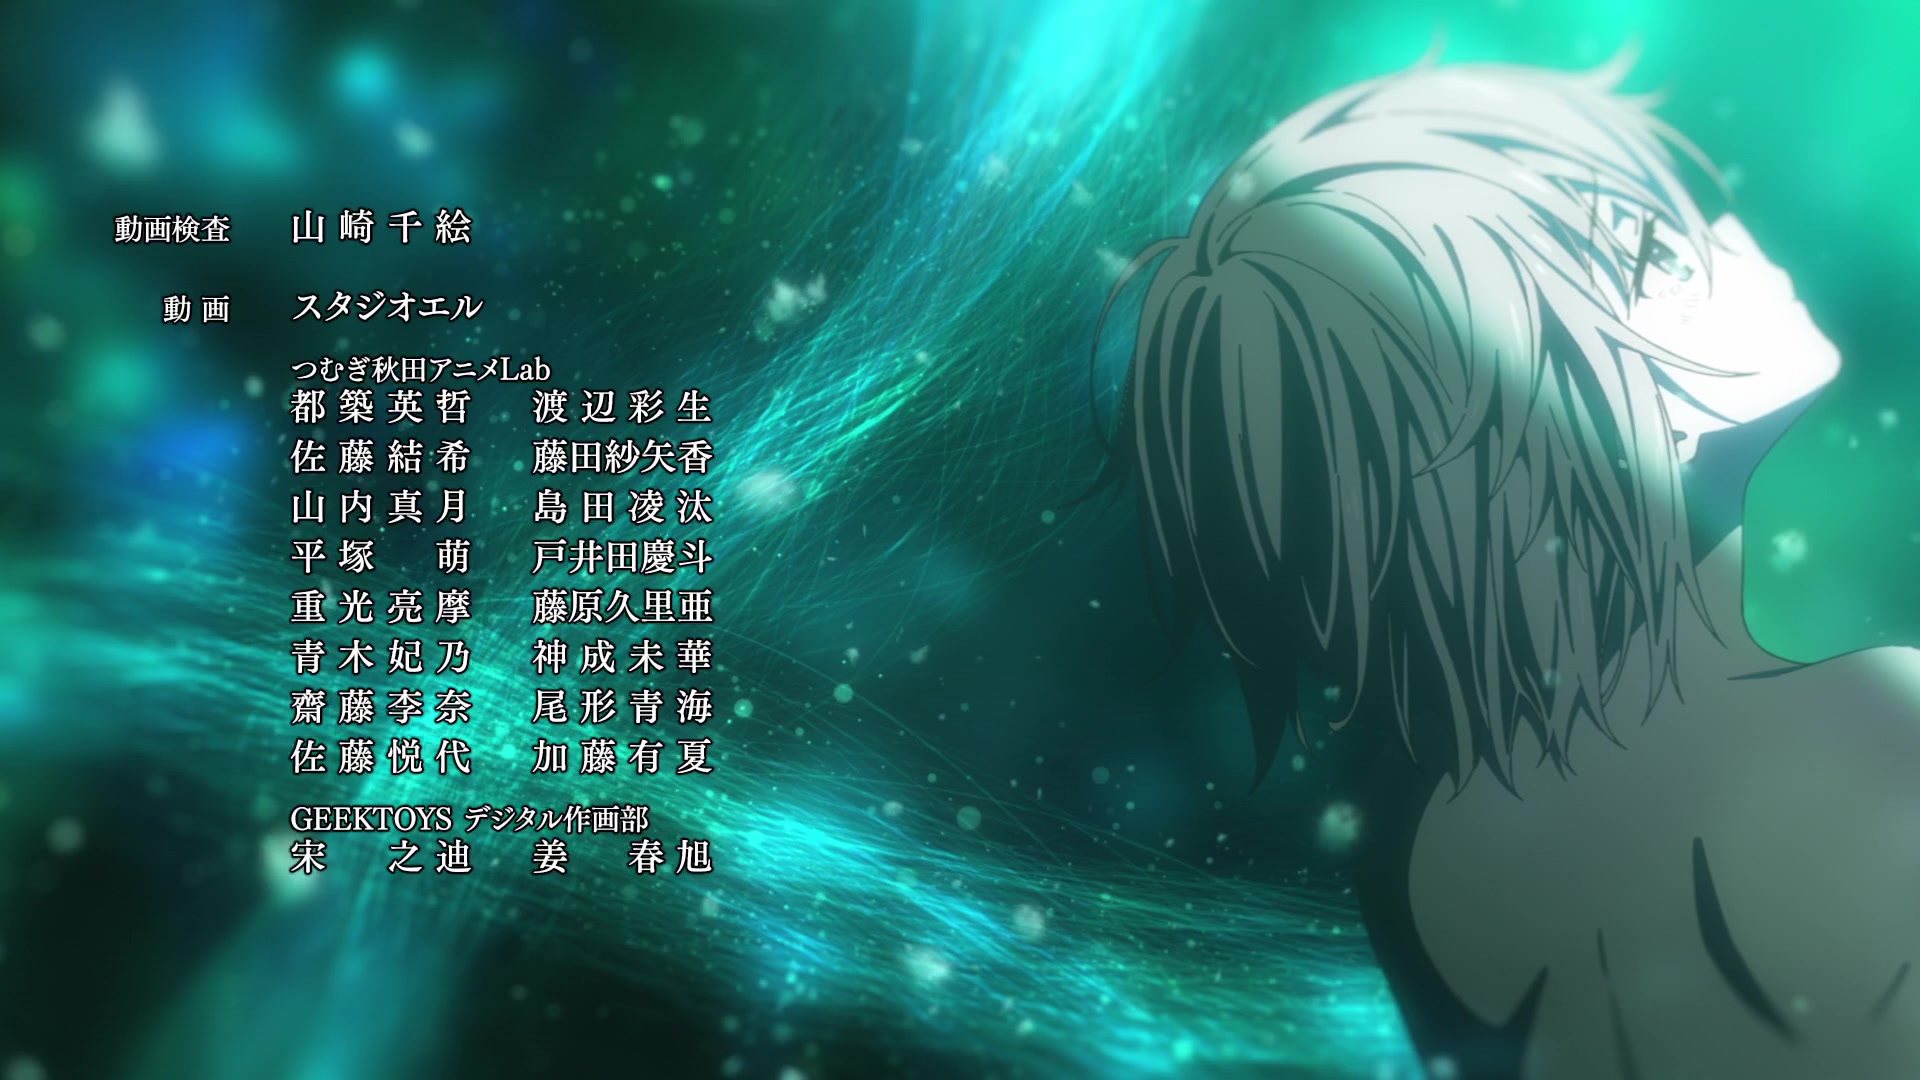 動画検査 山崎千絵
動画 スタジオエル
つむぎ秋田アニメLab
都築英哲 渡辺彩生
佐藤結希 藤田紗矢香
山内真月 島田凌汰
平塚萌 戸井田慶斗
重光亮摩 藤原久里亜
青木妃乃 神成未華
齋藤李奈 尾形青海
佐藤悦代 加藤有夏
GEEKTOYS デジタル作画部
宋之迪 姜春旭